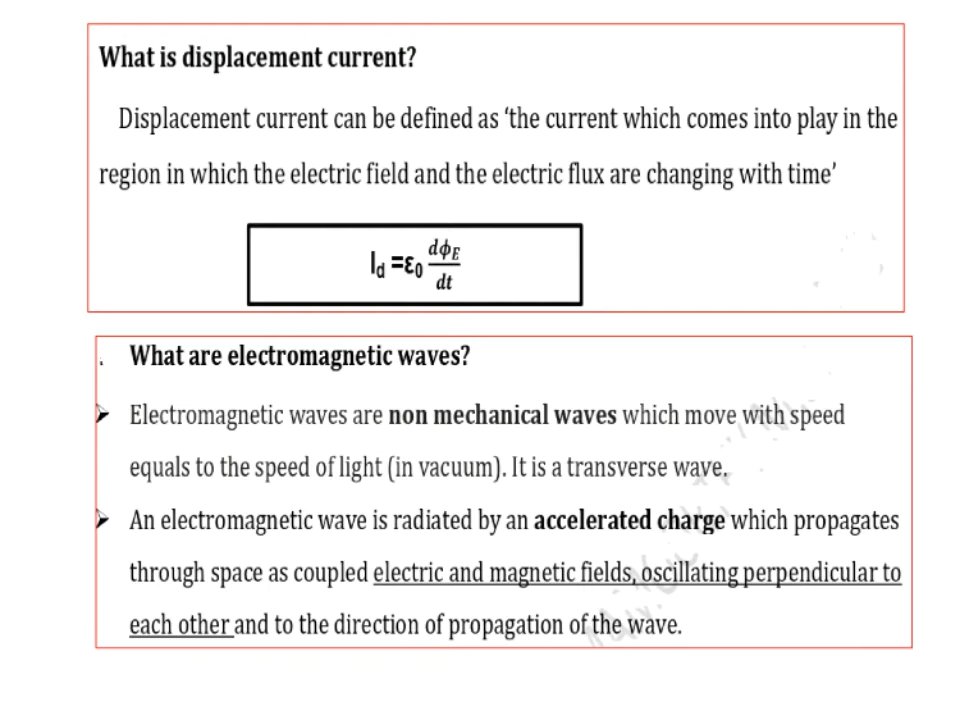 What is displacement current?
Displacement current can be defined as ‘the current which comes into play in the
region in which the electric field and the electric flux are changing with time’
I_d =ε₀ dϕ_E/dt
. What are electromagnetic waves?
➢ Electromagnetic waves are non mechanical waves which move with speed
equals to the speed of light (in vacuum). It is a transverse wave.
➢ An electromagnetic wave is radiated by an accelerated charge which propagates
through space as coupled electric and magnetic fields, oscillating perpendicular to
each other and to the direction of propagation of the wave.